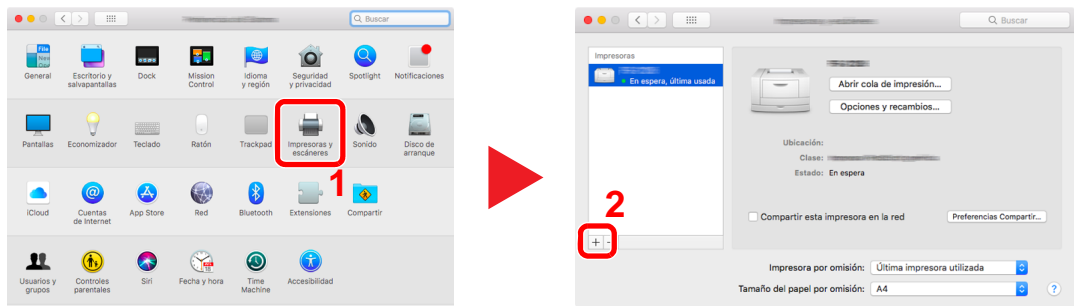 Buscar
General
Escritorio y
salvapantallas
Dock
Mission
Control
Idioma
y región
Seguridad
y privacidad
Spotlight
Notificaciones
Pantallas
Economizador
Teclado
Ratón
Trackpad
Impresoras y
escáneres
Sonido
Disco de
arranque
1
iCloud
Cuentas
de Internet
App Store
Red
Bluetooth
Extensiones
Compartir
Usuarios y
grupos
Controles
parentales
Siri
Fecha y hora
Time
Machine
Accesibilidad
Buscar
Impresoras
En espera, última usada
Abrir cola de impresión...
Opciones y recambios...
Ubicación:
Clase:
Estado: En espera
2
+ -
Compartir esta impresora en la red
Preferencias Compartir...
Impresora por omisión: Última impresora utilizada
Tamaño del papel por omisión: A4
?